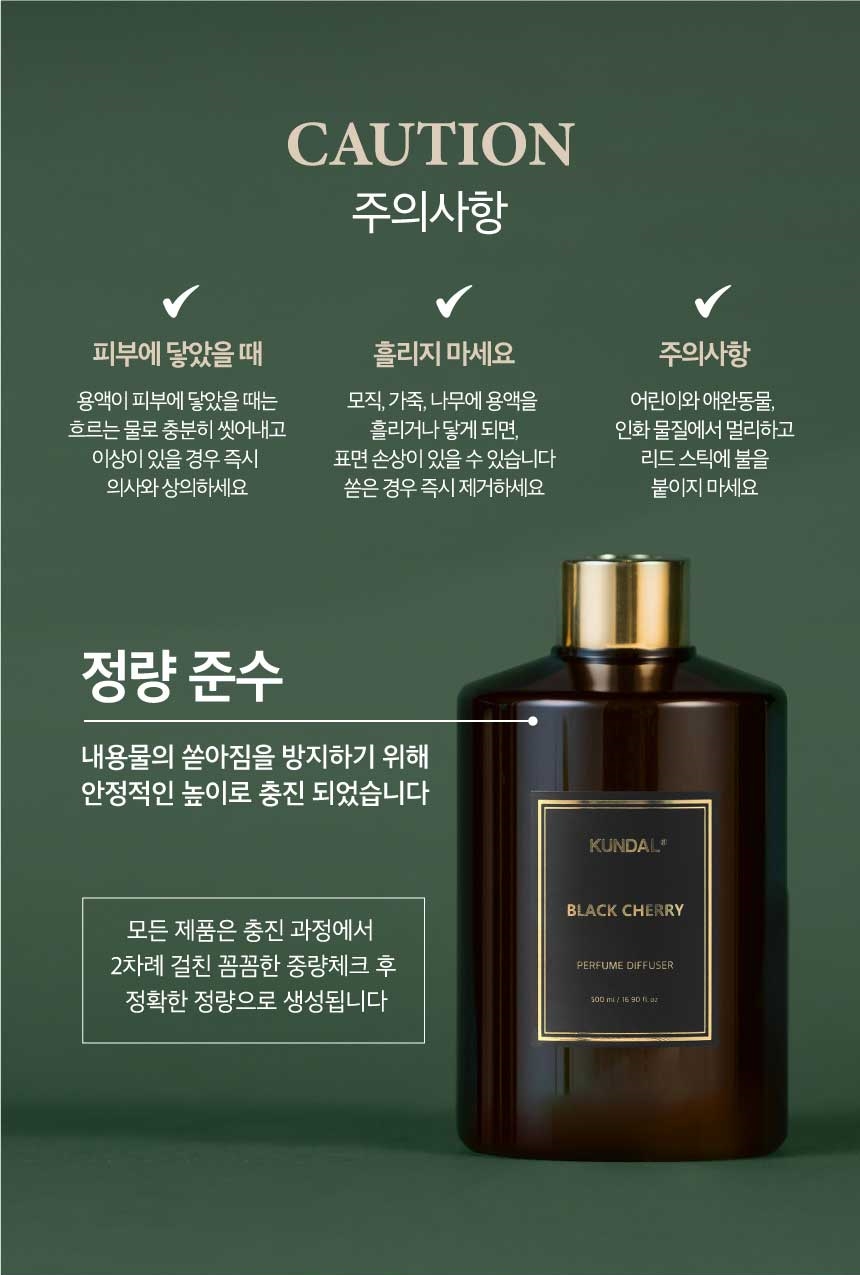 CAUTION
주의사항
피부에 닿았을 때
용액이 피부에 닿았을 때는
흐르는 물로 충분히 씻어내고
이상이 있을 경우 즉시
의사와 상의하세요
흘리지 마세요
모직, 가죽, 나무에 용액을
흘리거나 닿게 되면,
표면 손상이 있을 수 있습니다
쏟은 경우 즉시 제거하세요
주의사항
어린이와 애완동물,
인화 물질에서 멀리하고
리드 스틱에 불을
붙이지 마세요
정량 준수
내용물의 쏟아짐을 방지하기 위해
안정적인 높이로 충진 되었습니다
모든 제품은 충진 과정에서
2차례 걸친 꼼꼼한 중량체크 후
정확한 정량으로 생성됩니다
KUNDAL®
BLACK CHERRY
PERFUME DIFFUSER
500 ml / 16.90 fl. oz